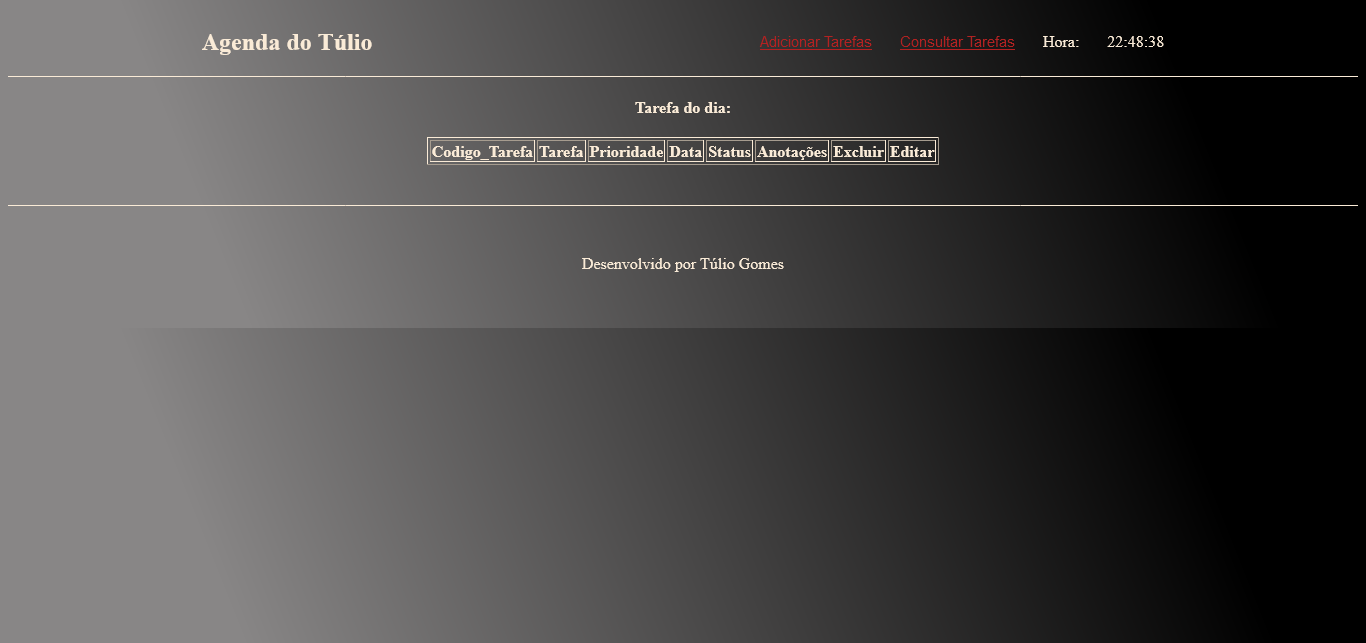 Agenda do Túlio Adicionar Tarefas Consultar Tarefas Hora: 22:48:38
Tarefa do dia:
Codigo_Tarefa Tarefa Prioridade Data Status Anotações Excluir Editar
Desenvolvido por Túlio Gomes